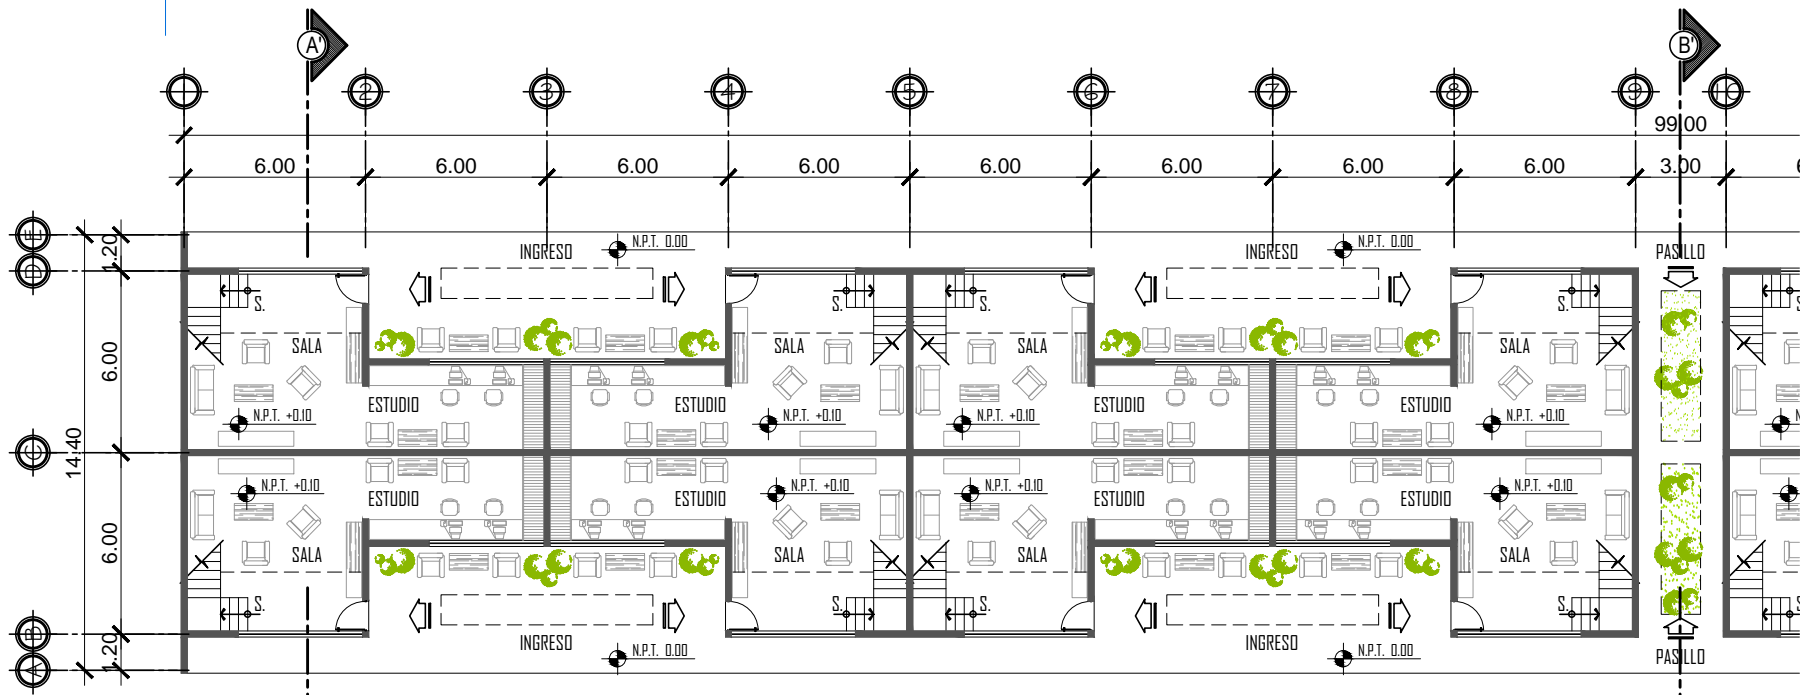 A' B'
2 3 4 5 6 7 8 9 10
99.00
6.00 6.00 6.00 6.00 6.00 6.00 6.00 6.00 3.00
E
1.20
INGRESO N.P.T. 0.00 INGRESO N.P.T. 0.00 PASILLO
D
S. S. S. S.
6.00
SALA SALA SALA SALA
ESTUDIO ESTUDIO ESTUDIO ESTUDIO
N.P.T. +0.10 N.P.T. +0.10 N.P.T. +0.10 N.P.T. +0.10 N
C
14.40
N.P.T. +0.10 N.P.T. +0.10 N.P.T. +0.10 N.P.T. +0.10
ESTUDIO ESTUDIO ESTUDIO ESTUDIO
6.00
SALA SALA SALA SALA
S. S. S. S.
B
INGRESO INGRESO
1.20
N.P.T. 0.00 N.P.T. 0.00 PASILLO
A